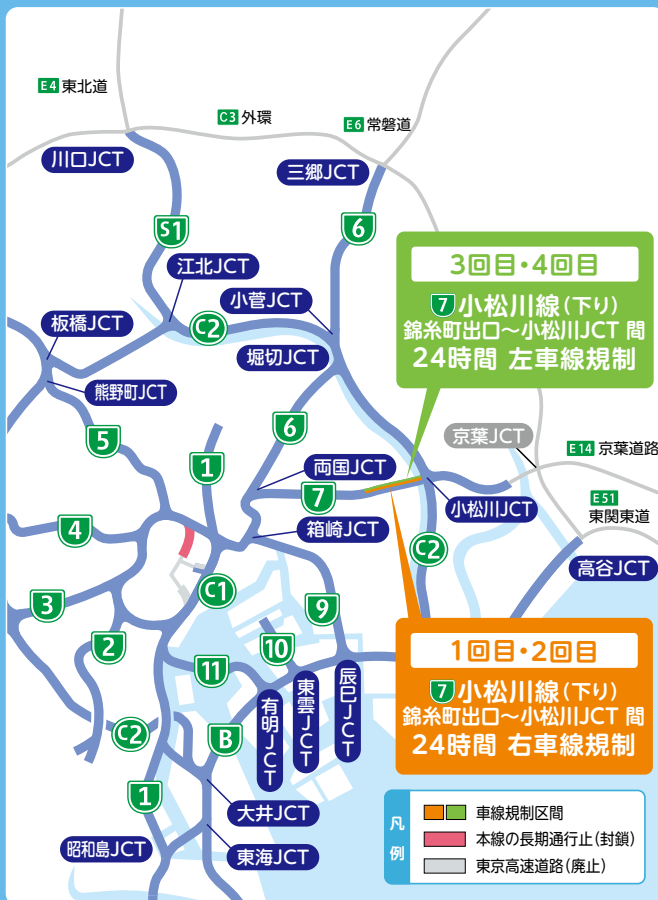 E4 東北道
C3 外環
E6 常磐道
川口JCT
三郷JCT
S1
6
江北JCT
小菅JCT
板橋JCT
C2
堀切JCT
熊野町JCT
3回目・4回目
7 小松川線(下り)
錦糸町出口～小松川JCT 間
24時間 左車線規制
5
6
1
京葉JCT
E14 京葉道路
両国JCT
7
小松川JCT
E51
東関東道
箱崎JCT
4
C2
高谷JCT
C1
3
9
2
10
11
1回目・2回目
7 小松川線(下り)
錦糸町出口～小松川JCT 間
24時間 右車線規制
辰巳JCT
東雲JCT
有明JCT
C2
B
1
大井JCT
昭和島JCT
東海JCT
凡例
車線規制区間
本線の長期通行止(封鎖)
東京高速道路(廃止)